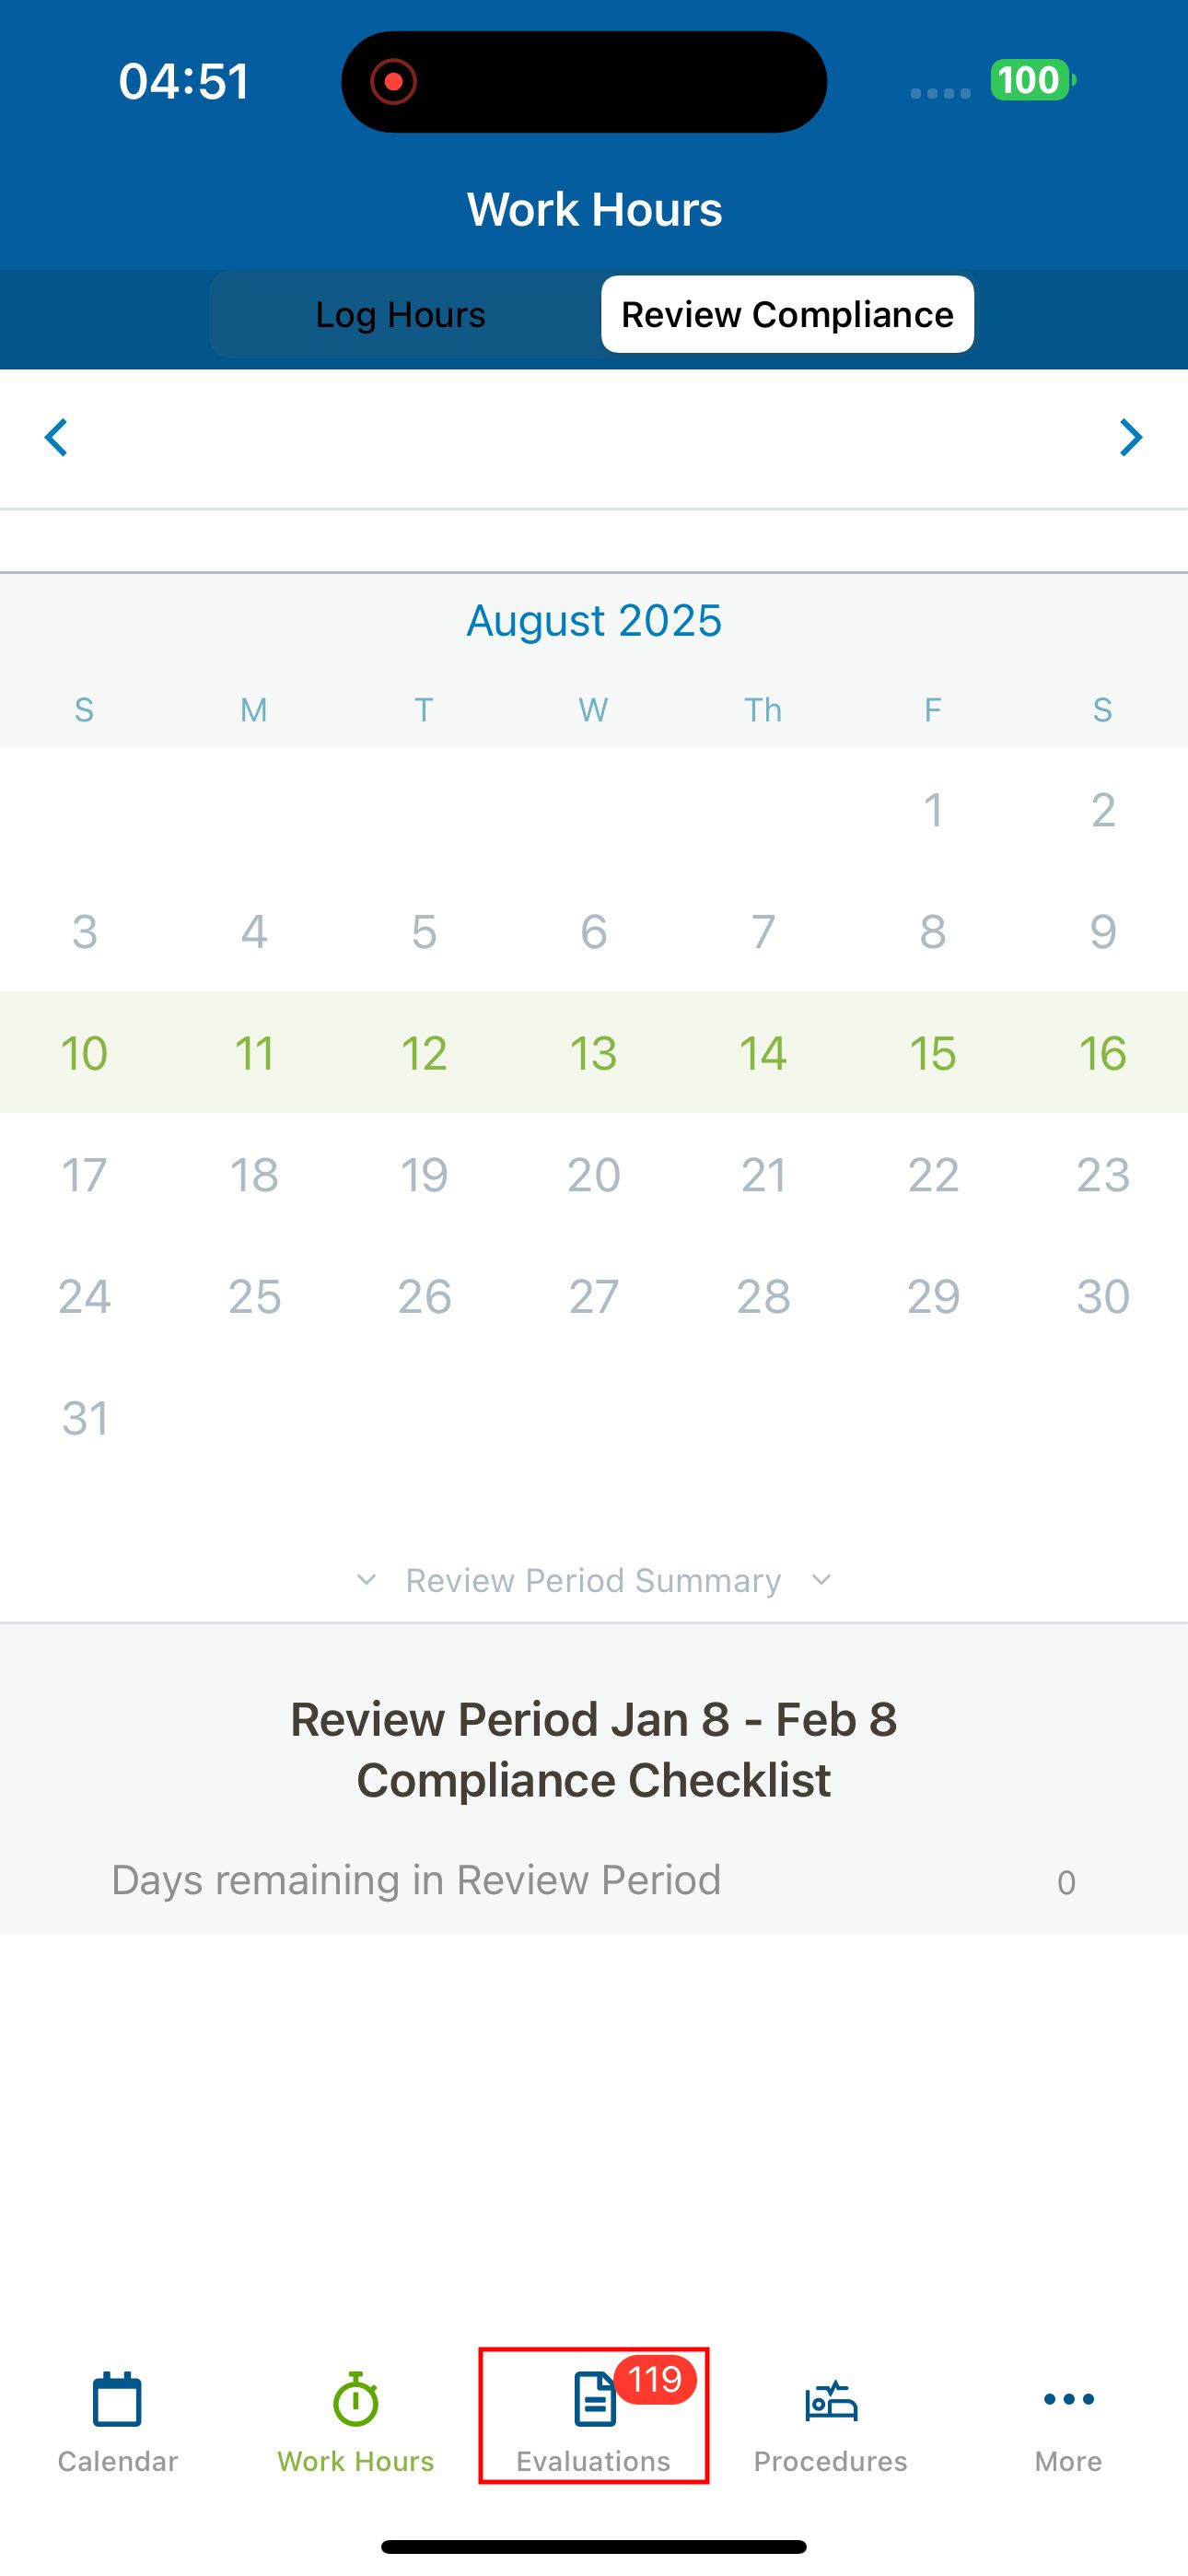 04:51
100
Work Hours
Log Hours Review Compliance
August 2025
S M T W Th F S
1 2
3 4 5 6 7 8 9
10 11 12 13 14 15 16
17 18 19 20 21 22 23
24 25 26 27 28 29 30
31
Review Period Summary
Review Period Jan 8 - Feb 8
Compliance Checklist
Days remaining in Review Period 0
119
Calendar Work Hours Evaluations Procedures More